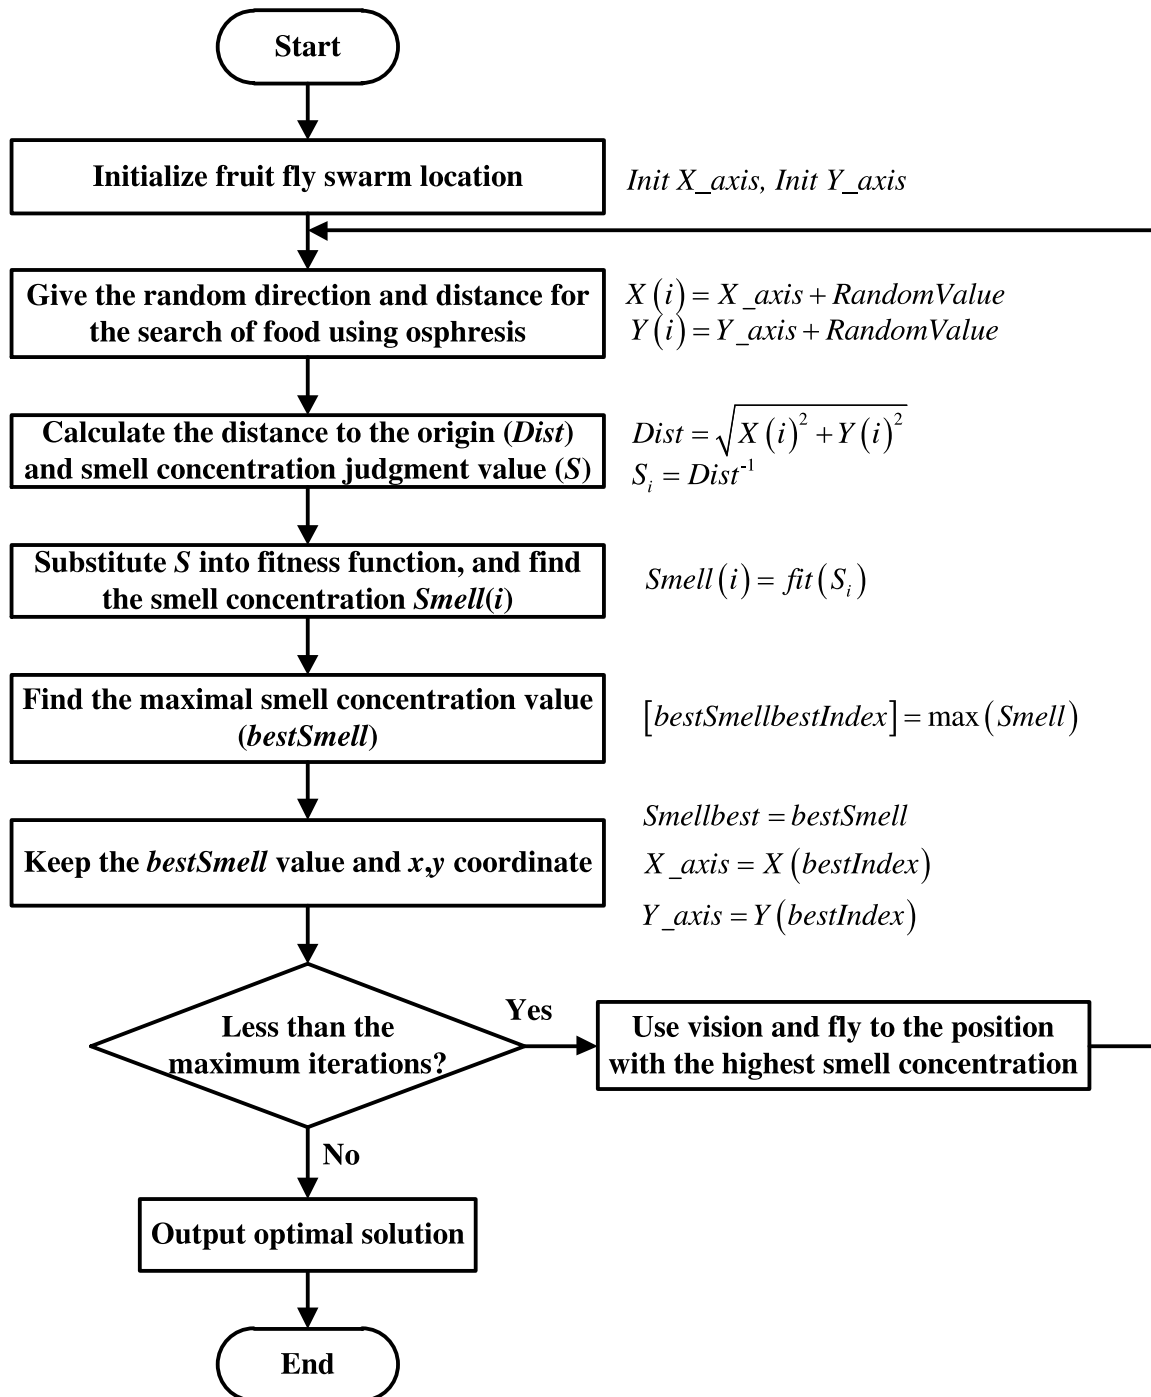 Start
Initialize fruit fly swarm location
Init X_axis, Init Y_axis
Give the random direction and distance for
the search of food using osphresis
X(i) = X_axis + RandomValue
Y(i) = Y_axis + RandomValue
Calculate the distance to the origin (Dist)
and smell concentration judgment value (S)
Dist = √(X(i)² + Y(i)²)
Sᵢ = Dist⁻¹
Substitute S into fitness function, and find
the smell concentration Smell(i)
Smell(i) = fit(Sᵢ)
Find the maximal smell concentration value
(bestSmell)
[bestSmellbestIndex] = max(Smell)
Keep the bestSmell value and x,y coordinate
Smellbest = bestSmell
X_axis = X(bestIndex)
Y_axis = Y(bestIndex)
Less than the
maximum iterations?
Yes
Use vision and fly to the position
with the highest smell concentration
No
Output optimal solution
End